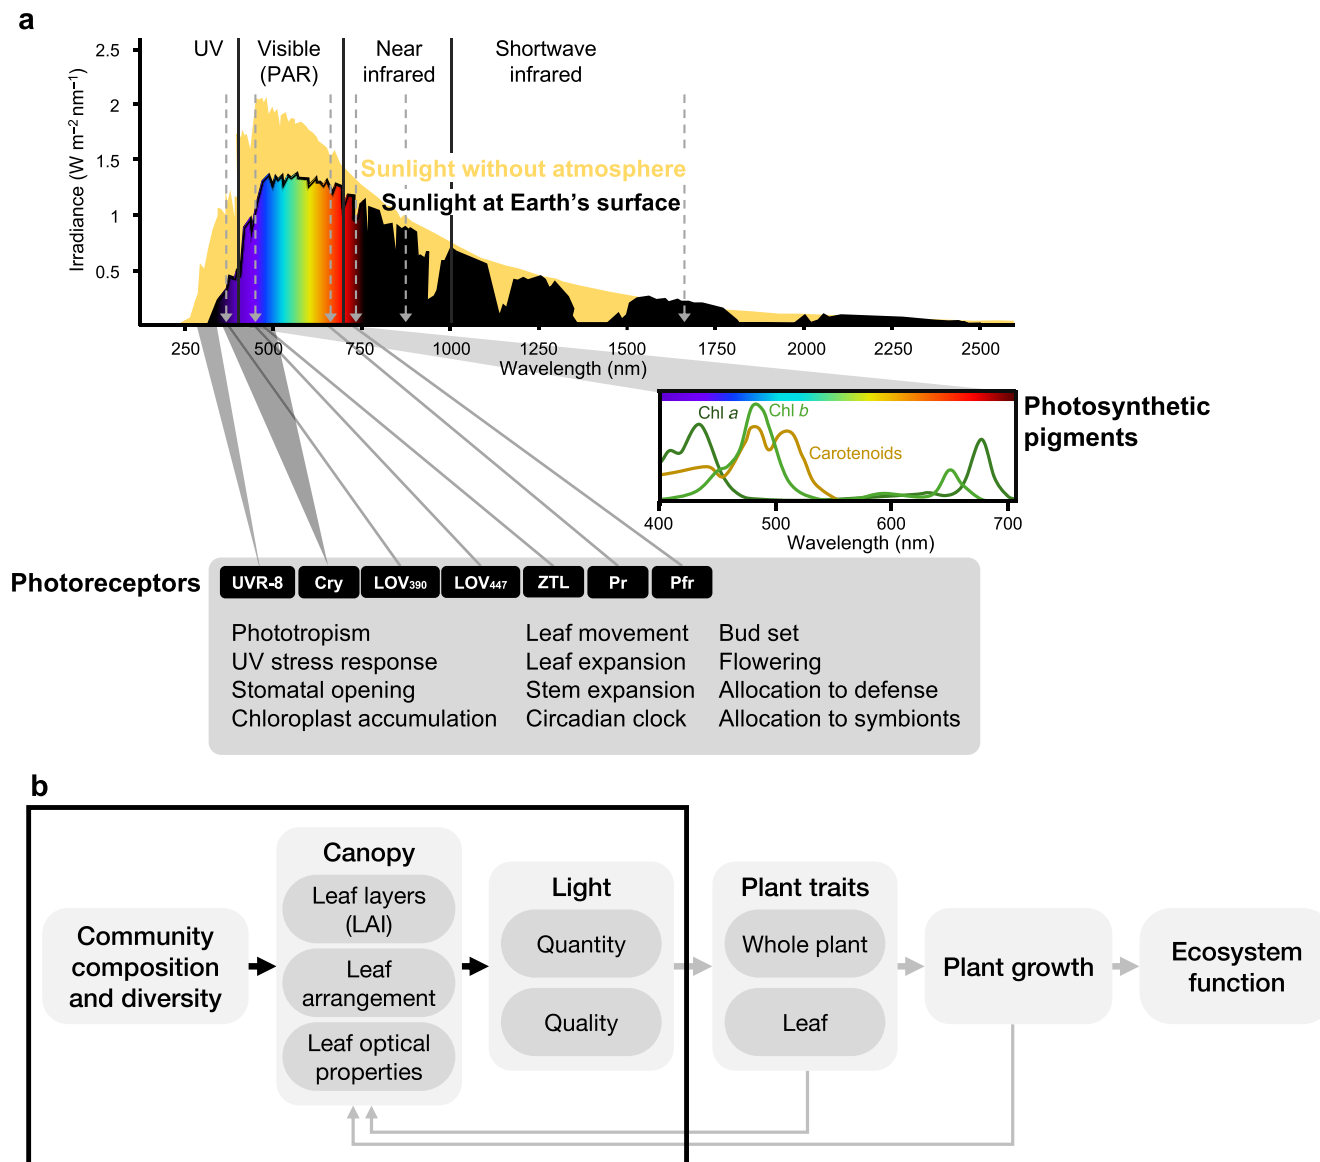 a
2.5
2
1.5
1
0.5
Irradiance (W m⁻² nm⁻¹)
UV
Visible
(PAR)
Near
infrared
Shortwave
infrared
Sunlight without atmosphere
Sunlight at Earth's surface
250
500
750
1000
1250
1500
1750
2000
2250
2500
Wavelength (nm)
Chl a
Chl b
Carotenoids
Photosynthetic
pigments
400
500
600
700
Wavelength (nm)
Photoreceptors
UVR-8
Cry
LOV₃₉₀
LOV₄₄₇
ZTL
Pr
Pfr
Phototropism
UV stress response
Stomatal opening
Chloroplast accumulation
Leaf movement
Leaf expansion
Stem expansion
Circadian clock
Bud set
Flowering
Allocation to defense
Allocation to symbionts
b
Community
composition
and diversity
Canopy
Leaf layers
(LAI)
Leaf
arrangement
Leaf optical
properties
Light
Quantity
Quality
Plant traits
Whole plant
Leaf
Plant growth
Ecosystem
function